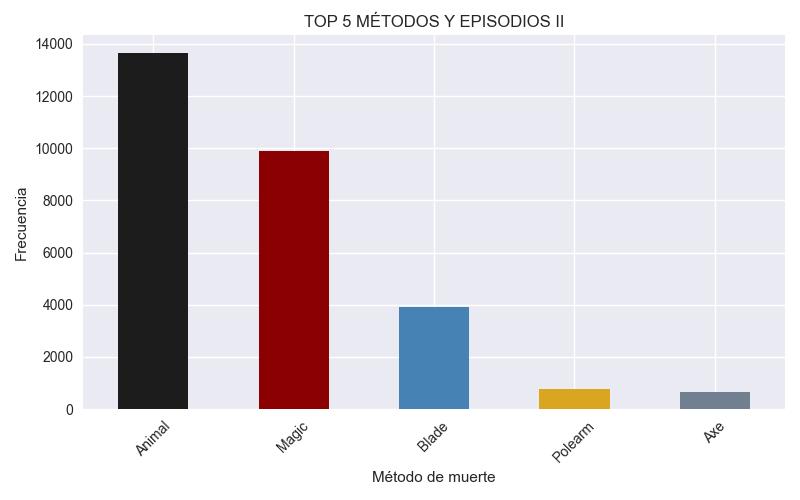 TOP 5 MÉTODOS Y EPISODIOS II
14000
12000
10000
8000
6000
4000
2000
0
Frecuencia
Animal
Magic
Blade
Polearm
Axe
Método de muerte